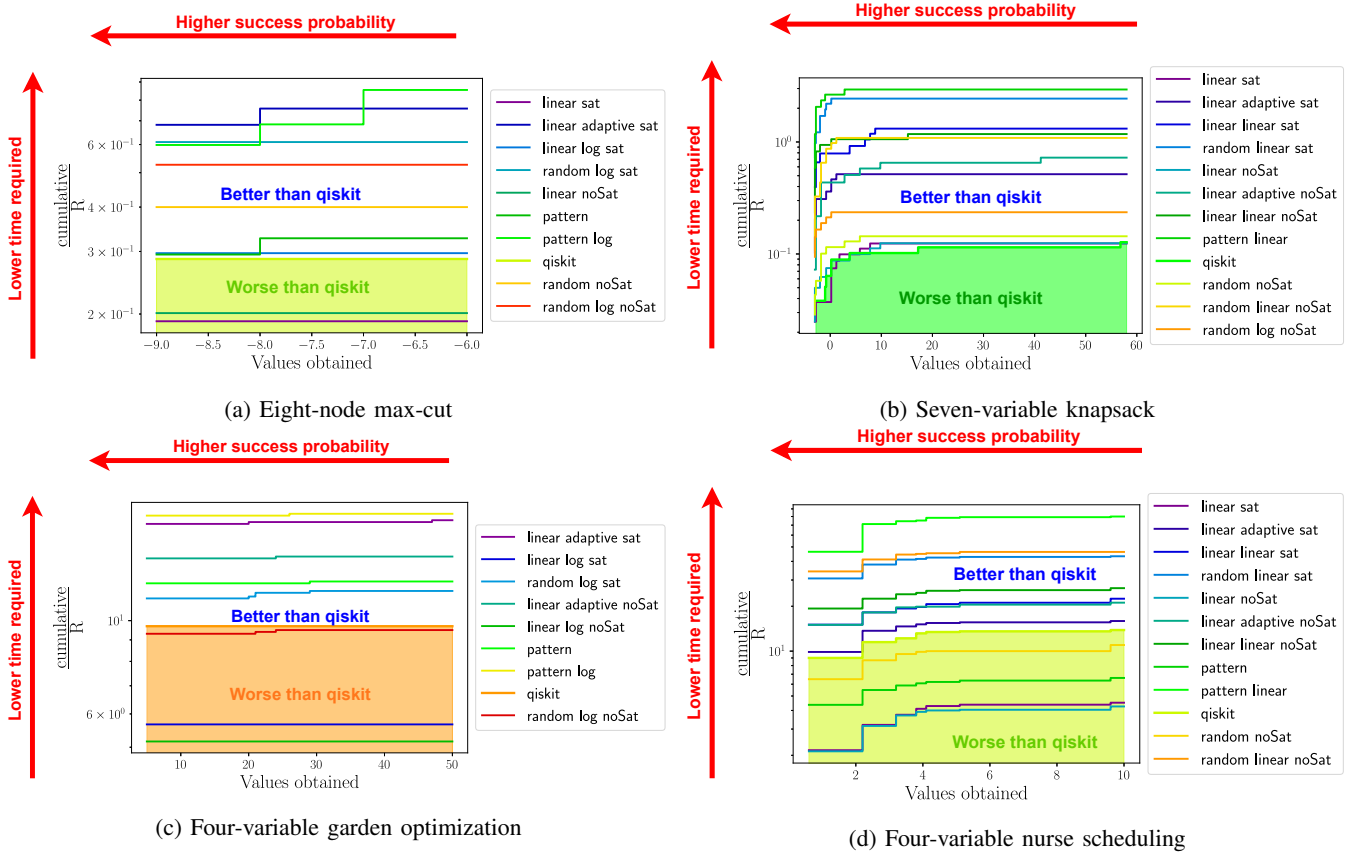 Higher success probability
Lower time required
cumulative
R
6 × 10⁻¹
4 × 10⁻¹
3 × 10⁻¹
2 × 10⁻¹
Better than qiskit
Worse than qiskit
−9.0 −8.5 −8.0 −7.5 −7.0 −6.5 −6.0
Values obtained
linear sat
linear adaptive sat
linear log sat
random log sat
linear noSat
pattern
pattern log
qiskit
random noSat
random log noSat
(a) Eight-node max-cut
Higher success probability
Lower time required
cumulative
R
10⁰
10⁻¹
Better than qiskit
Worse than qiskit
0 10 20 30 40 50 60
Values obtained
linear sat
linear adaptive sat
linear linear sat
random linear sat
linear noSat
linear adaptive noSat
linear linear noSat
pattern linear
qiskit
random noSat
random linear noSat
random log noSat
(b) Seven-variable knapsack
Higher success probability
Lower time required
cumulative
R
10¹
6 × 10⁰
Better than qiskit
Worse than qiskit
10 20 30 40 50
Values obtained
linear adaptive sat
linear log sat
random log sat
linear adaptive noSat
linear log noSat
pattern
pattern log
qiskit
random log noSat
(c) Four-variable garden optimization
Higher success probability
Lower time required
cumulative
R
10¹
Better than qiskit
Worse than qiskit
2 4 6 8 10
Values obtained
linear sat
linear adaptive sat
linear linear sat
random linear sat
linear noSat
linear adaptive noSat
linear linear noSat
pattern
pattern linear
qiskit
random noSat
random linear noSat
(d) Four-variable nurse scheduling